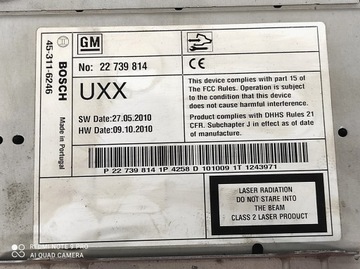 45-311-6246
BOSCH
Made in Portugal
GM
No: 22 739 814
UXX
SW Date:27.05.2010
HW Date:09.10.2010
CE
This device complies with part 15 of
The FCC Rules. Operation is subject
to the condition that this device
does not cause harmful interference.
Product complies with DHHS Rules 21
CFR. Subchapter J in effect as of date
of manufacture.
P 22 739 814 1P 4258 D 101009 1T 1243971
LASER RADIATION
DO NOT STARE INTO
THE BEAM
CLASS 2 LASER PRODUCT
REDMI NOTE 7 PRO
AI QUAD CAMERA